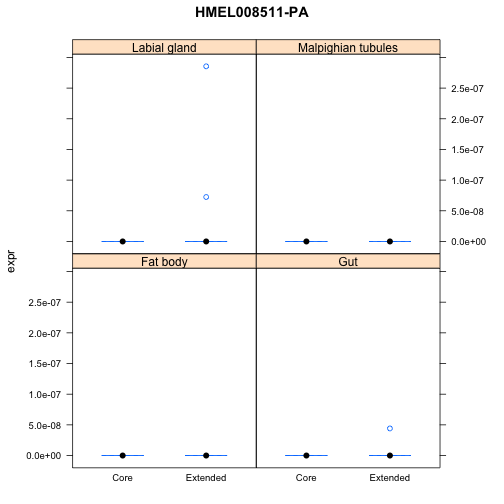 HMEL008511-PA
Labial gland
Malpighian tubules
2.5e-07
2.0e-07
1.5e-07
1.0e-07
5.0e-08
0.0e+00
expr
Fat body
Gut
2.5e-07
2.0e-07
1.5e-07
1.0e-07
5.0e-08
0.0e+00
Core
Extended
Core
Extended